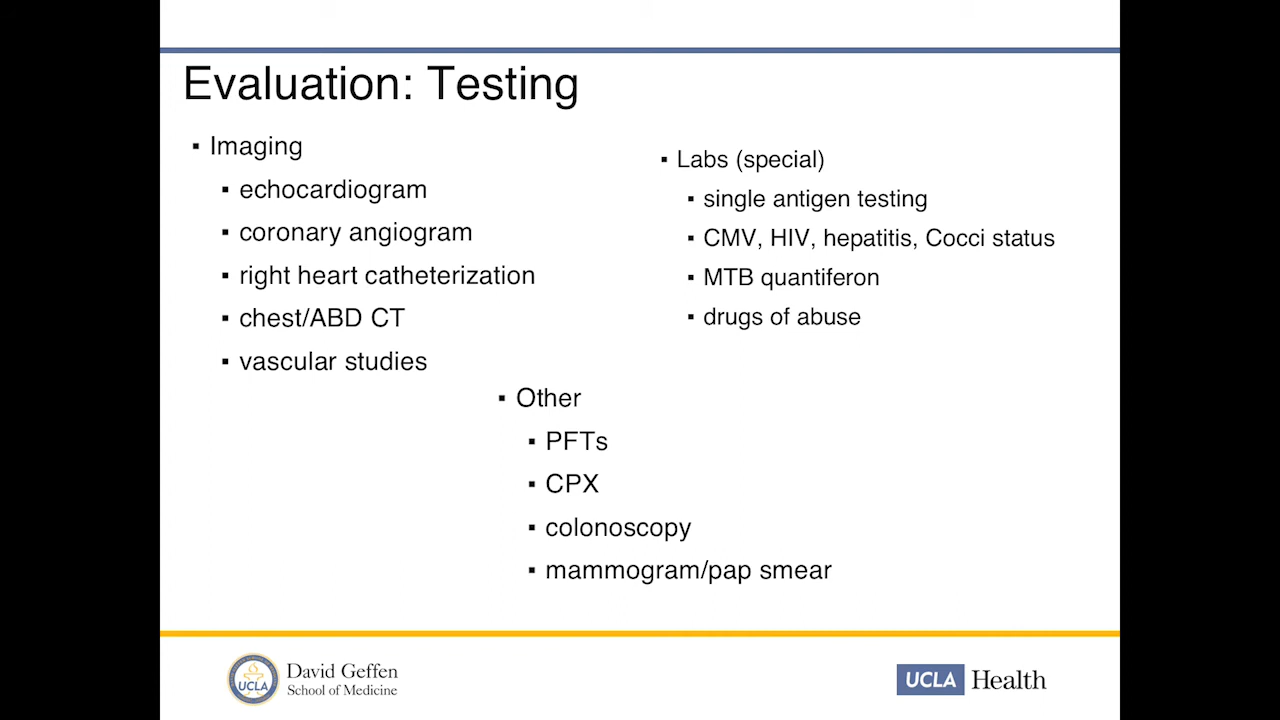 Evaluation: Testing
▪ Imaging
▪ echocardiogram
▪ coronary angiogram
▪ right heart catheterization
▪ chest/ABD CT
▪ vascular studies
▪ Labs (special)
▪ single antigen testing
▪ CMV, HIV, hepatitis, Cocci status
▪ MTB quantiferon
▪ drugs of abuse
▪ Other
▪ PFTs
▪ CPX
▪ colonoscopy
▪ mammogram/pap smear
UCLA
David Geffen
School of Medicine
UCLA Health